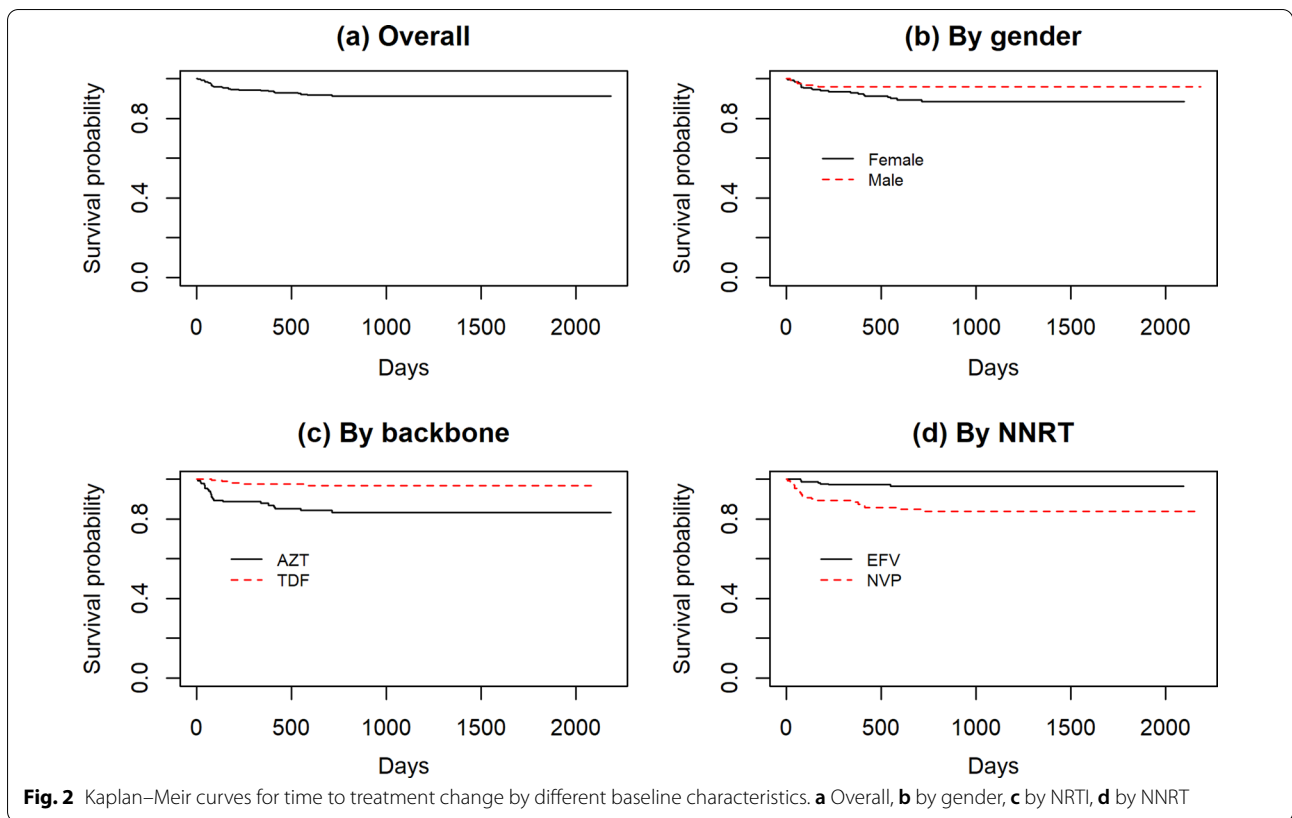 (a) Overall
Survival probability
0.8
0.4
0.0
0 500 1000 1500 2000
Days
(b) By gender
Survival probability
0.8
0.4
0.0
Female
Male
0 500 1000 1500 2000
Days
(c) By backbone
Survival probability
0.8
0.4
0.0
AZT
TDF
0 500 1000 1500 2000
Days
(d) By NNRT
Survival probability
0.8
0.4
0.0
EFV
NVP
0 500 1000 1500 2000
Days
Fig. 2 Kaplan–Meir curves for time to treatment change by different baseline characteristics. a Overall, b by gender, c by NRTI, d by NNRT